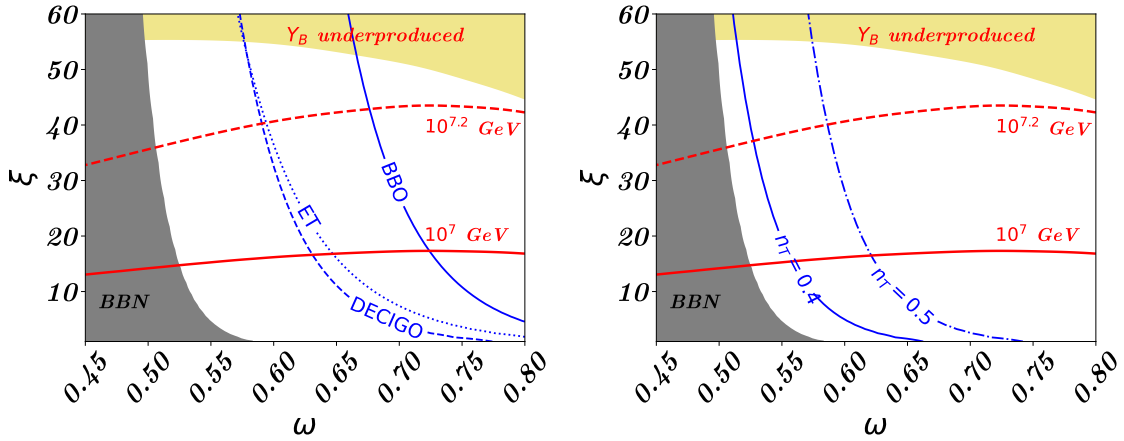 60
50
40
30
20
10
ξ
Y_B underproduced
10^{7.2} GeV
10^7 GeV
BBO
ET
DECIGO
BBN
0.45
0.50
0.55
0.60
0.65
0.70
0.75
0.80
ω
60
50
40
30
20
10
ξ
Y_B underproduced
10^{7.2} GeV
10^7 GeV
n_T = 0.4
n_T = 0.5
BBN
0.45
0.50
0.55
0.60
0.65
0.70
0.75
0.80
ω